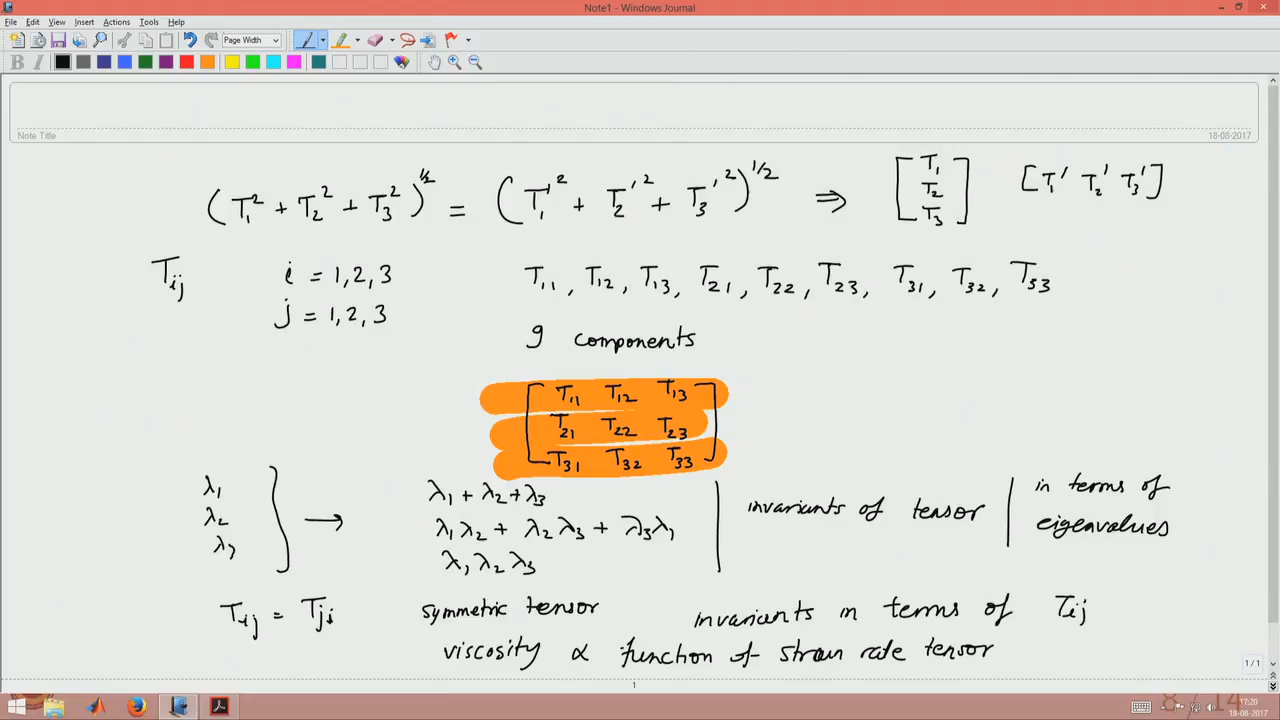 Note1 - Windows Journal
File Edit View Insert Actions Tools Help
Page Width
Note Title
18-08-2017
(T₁² + T₂² + T₃²)^½ = (T₁'² + T₂'² + T₃'²)^1/2 ⇒ [T₁ T₂ T₃] [T₁' T₂' T₃']
Tij i = 1,2,3 T₁₁, T₁₂, T₁₃, T₂₁, T₂₂, T₂₃, T₃₁, T₃₂, T₃₃
j = 1,2,3
9 components
T₁₁ T₁₂ T₁₃
T₂₁ T₂₂ T₂₃
T₃₁ T₃₂ T₃₃
λ₁ λ₁ + λ₂ + λ₃ in terms of
λ₂ → λ₁λ₂ + λ₂λ₃ + λ₃λ₁ invariants of tensor eigenvalues
λ₃ λ₁λ₂λ₃
Tij = Tji symmetric tensor invariants in terms of Tij
viscosity ∝ function of strain rate tensor
1/1
1
8 / 14
17:20
18-08-2017